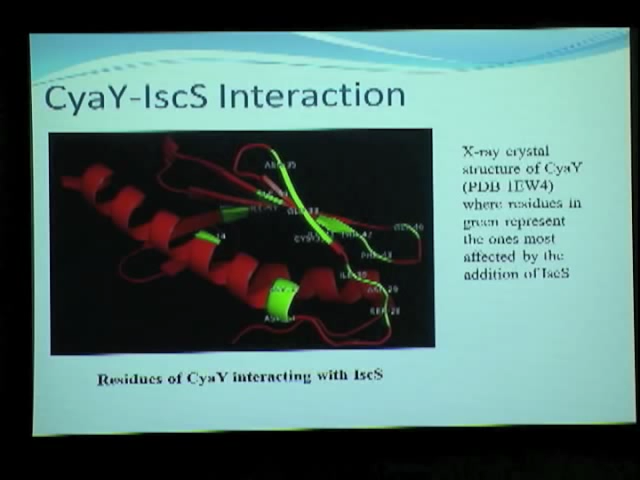 CyaY-IscS Interaction
X-ray crystal
structure of CyaY
(PDB 1EW4)
where residues in
green represent
the ones most
affected by the
addition of IscS
Residues of CyaY interacting with IscS